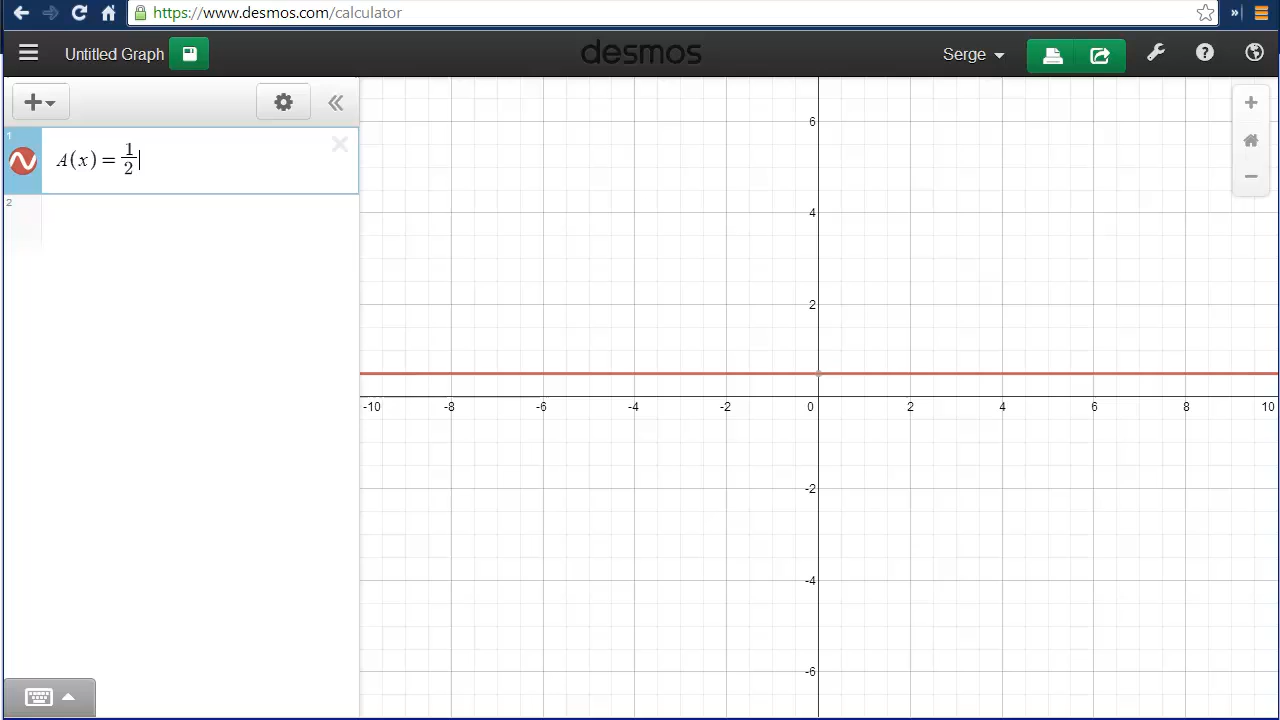 https://www.desmos.com/calculator
»
Untitled Graph
desmos
Serge
?
+
«
1
A(x) = 1/2
2
+
−
6
4
2
-10 -8 -6 -4 -2 0 2 4 6 8 10
-2
-4
-6